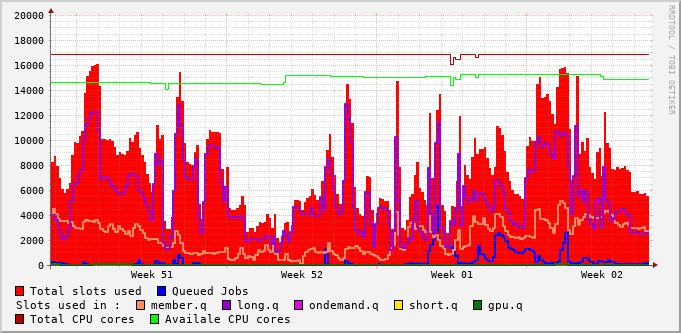 20000
18000
16000
14000
12000
10000
8000
6000
4000
2000
0
Week 51 Week 52 Week 01 Week 02
RRDTOOL / TOBI OETIKER
Total slots used Queued Jobs
Slots used in : member.q long.q ondemand.q short.q gpu.q
Total CPU cores Availale CPU cores